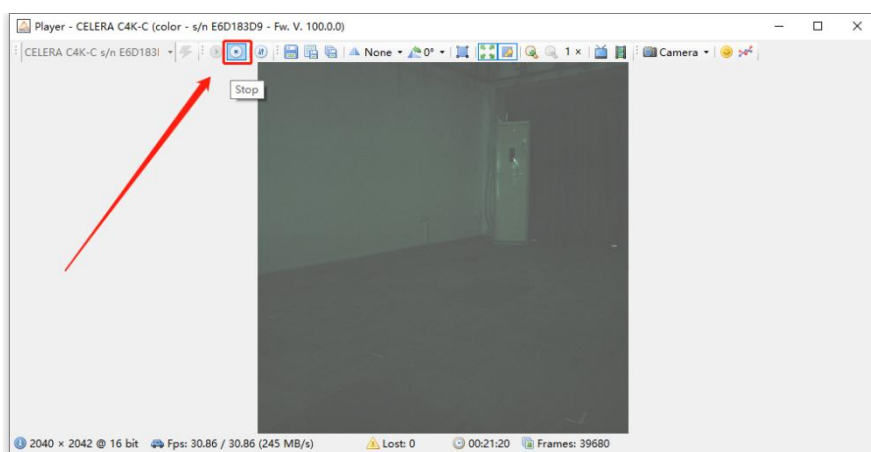 Player - CELERA C4K-C (color - s/n E6D183D9 - Fw. V. 100.0.0)
CELERA C4K-C s/n E6D183 None 0° 1 × Camera
Stop
2040 × 2042 @ 16 bit Fps: 30.86 / 30.86 (245 MB/s) Lost: 0 00:21:20 Frames: 39680